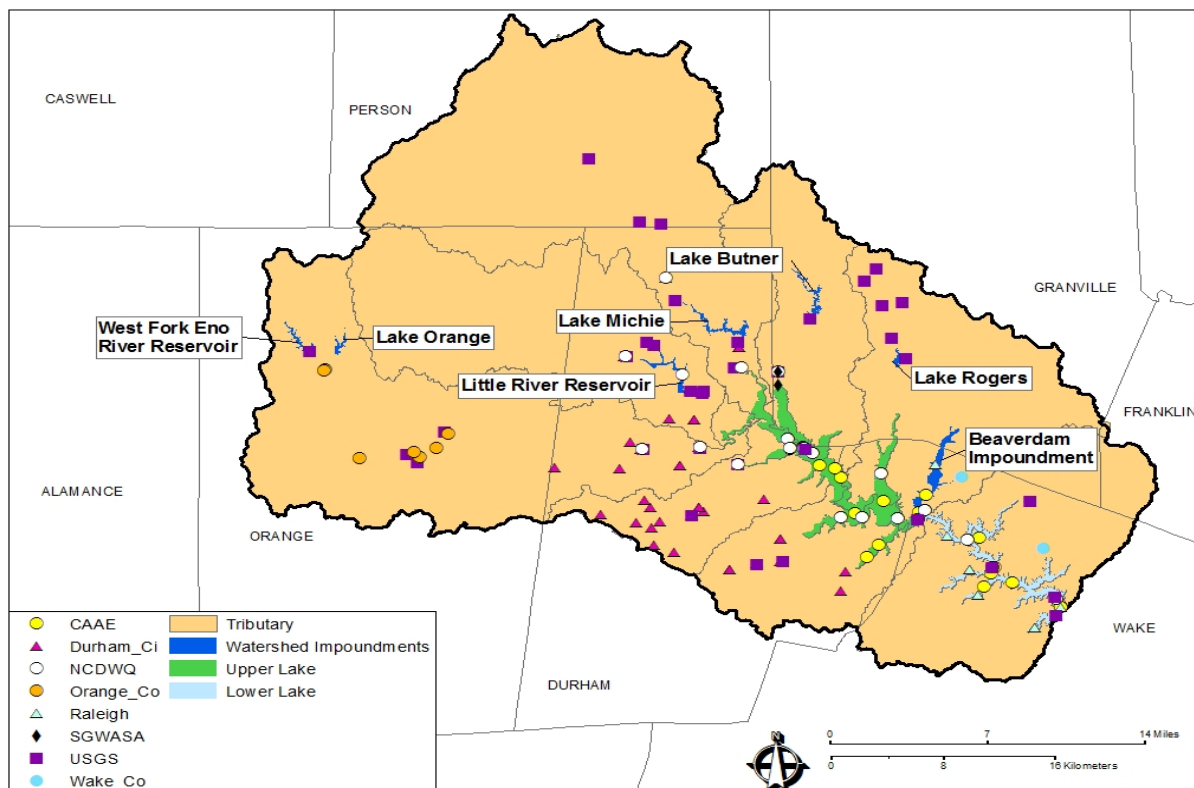 CASWELL
PERSON
Lake Butner
GRANVILLE
West Fork Eno
River Reservoir
Lake Orange
Lake Michie
Little River Reservoir
Lake Rogers
FRANKLIN
Beaverdam
Impoundment
ALAMANCE
ORANGE
WAKE
DURHAM
CAAE
Durham_Ci
NCDWQ
Orange_Co
Raleigh
SGWASA
USGS
Wake_Co
Tributary
Watershed Impoundments
Upper Lake
Lower Lake
N
0 7 14 Miles
0 8 16 Kilometers